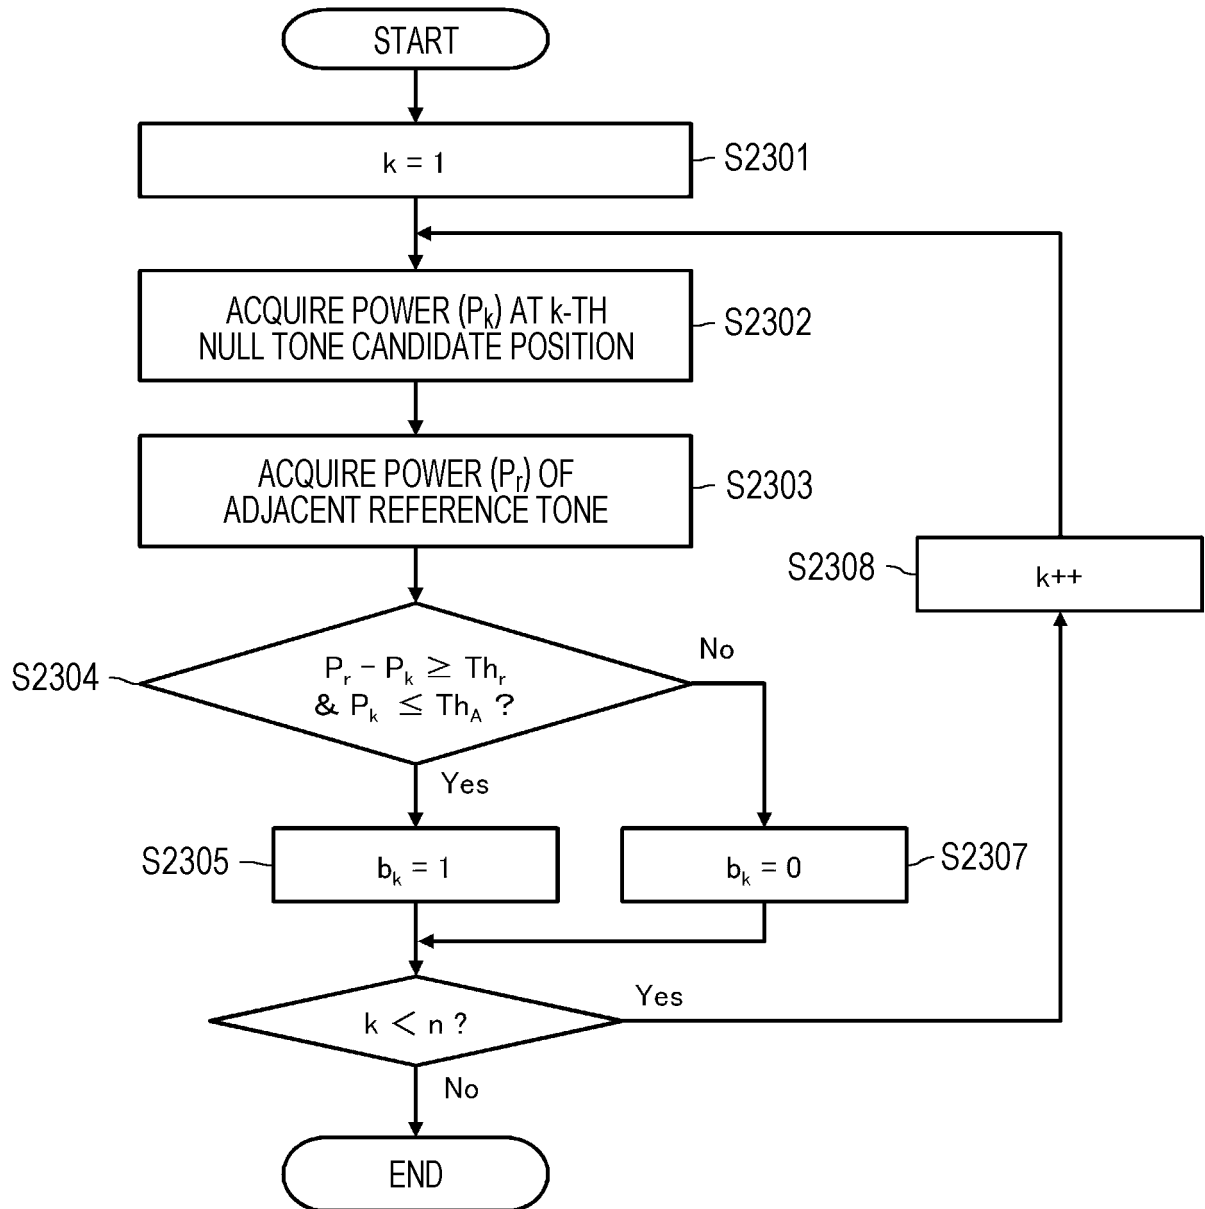 START
k = 1
S2301
ACQUIRE POWER (Pk) AT k-TH
NULL TONE CANDIDATE POSITION
S2302
ACQUIRE POWER (Pr) OF
ADJACENT REFERENCE TONE
S2303
S2308
k++
S2304
Pr − Pk ≥ Thr
& Pk ≤ ThA ?
No
Yes
S2305
bk = 1
bk = 0
S2307
k < n ?
Yes
No
END